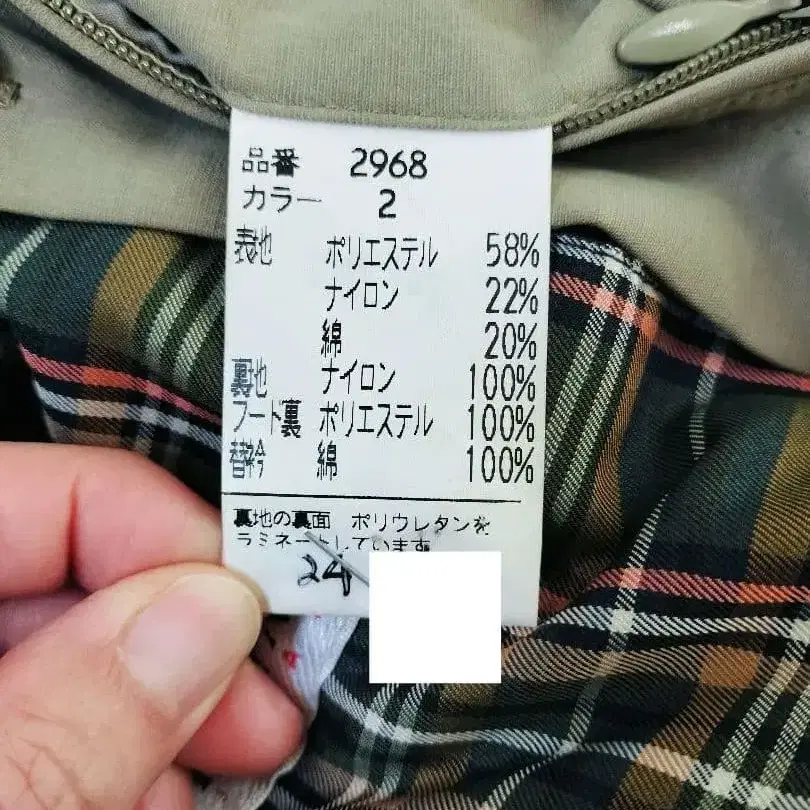 品番 2968
カラー 2
表地 ポリエステル 58%
ナイロン 22%
綿 20%
裏地 ナイロン 100%
フード裏 ポリエステル 100%
替衿 綿 100%
裏地の裏面 ポリウレタンを
ラミネートしています
24